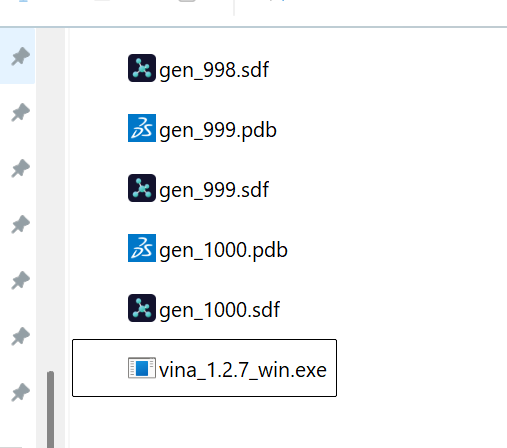 gen_998.sdf
gen_999.pdb
gen_999.sdf
gen_1000.pdb
gen_1000.sdf
vina_1.2.7_win.exe